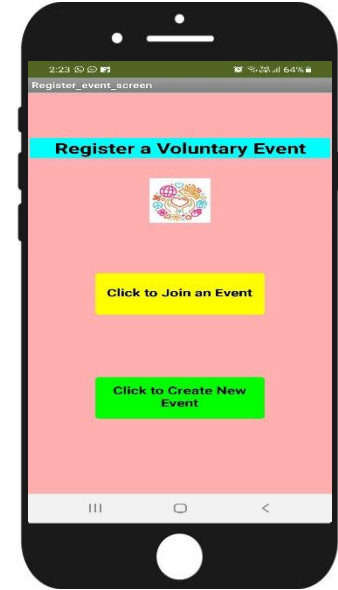 2:23 64%
Register_event_screen
Register a Voluntary Event
Click to Join an Event
Click to Create New
Event